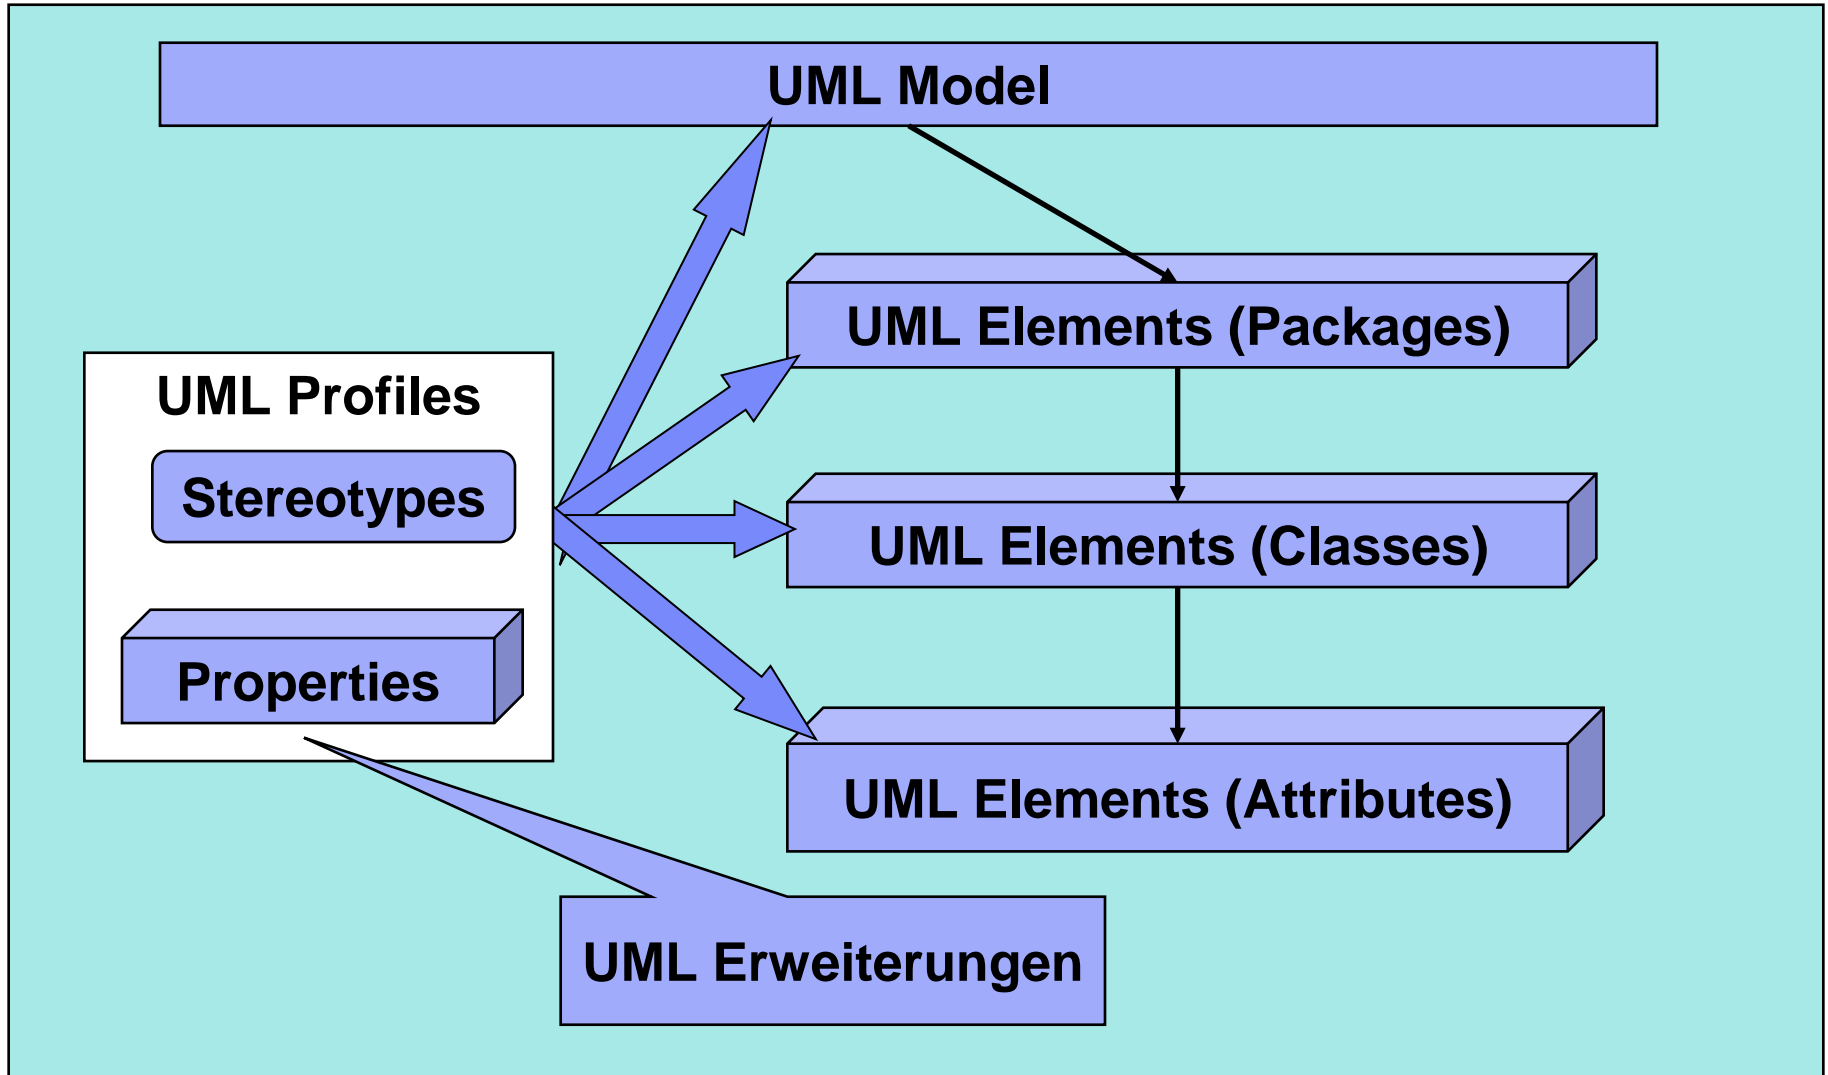 UML Model
UML Elements (Packages)
UML Profiles
Stereotypes
UML Elements (Classes)
Properties
UML Elements (Attributes)
UML Erweiterungen